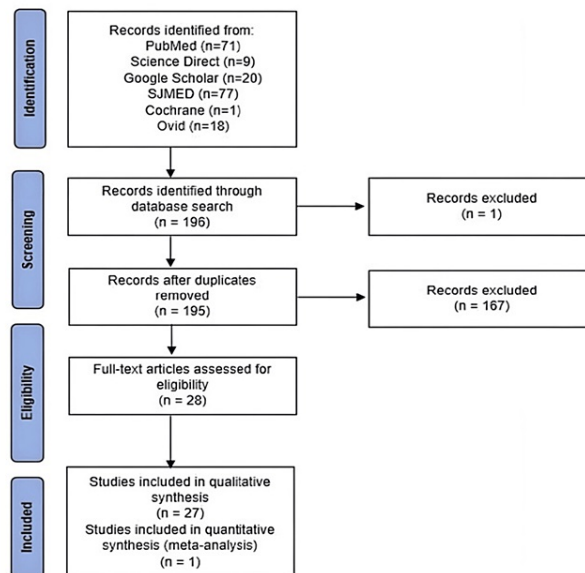 Identification
Records identified from:
PubMed (n=71)
Science Direct (n=9)
Google Scholar (n=20)
SJMED (n=77)
Cochrane (n=1)
Ovid (n=18)
Screening
Records identified through
database search
(n = 196)
Records excluded
(n = 1)
Records after duplicates
removed
(n = 195)
Records excluded
(n = 167)
Eligibility
Full-text articles assessed for
eligibility
(n = 28)
Included
Studies included in qualitative
synthesis
(n = 27)
Studies included in quantitative
synthesis (meta-analysis)
(n = 1)